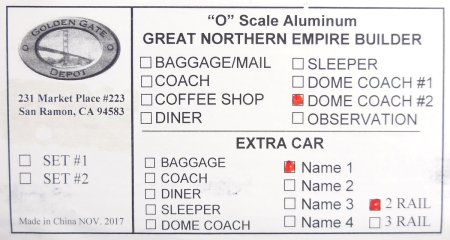 "O" Scale Aluminum
GREAT NORTHERN EMPIRE BUILDER
GOLDEN GATE
DEPOT
231 Market Place #223
San Ramon, CA 94583
BAGGAGE/MAIL
COACH
COFFEE SHOP
DINER
SLEEPER
DOME COACH #1
DOME COACH #2
OBSERVATION
SET #1
SET #2
EXTRA CAR
BAGGAGE
COACH
DINER
SLEEPER
DOME COACH
Name 1
Name 2
Name 3
Name 4
2 RAIL
3 RAIL
Made in China NOV. 2017